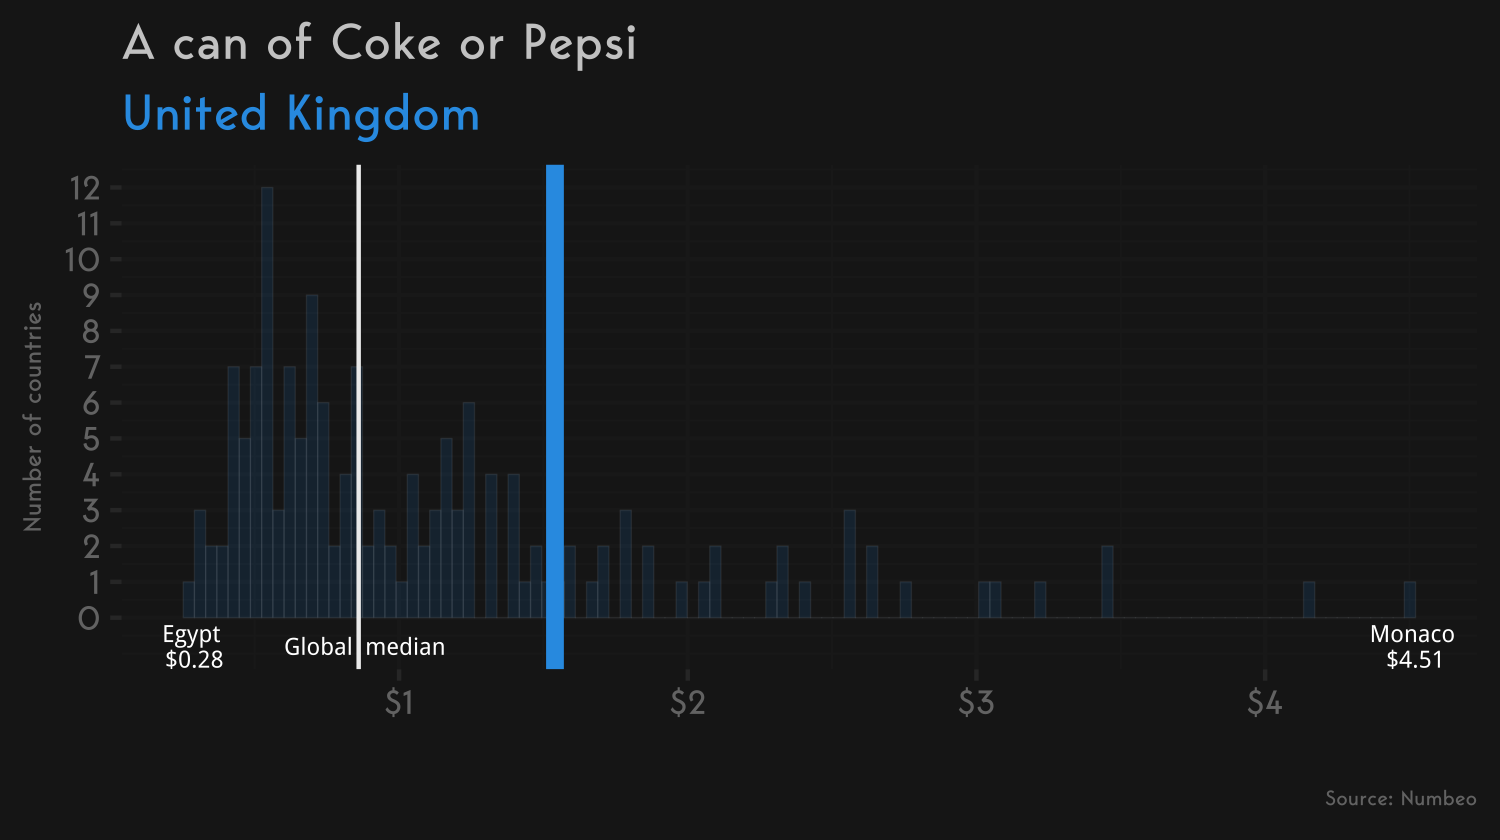 A can of Coke or Pepsi
United Kingdom
Number of countries
12
11
10
9
8
7
6
5
4
3
2
1
0
Egypt
$0.28
Global median
Monaco
$4.51
$1
$2
$3
$4
Source: Numbeo